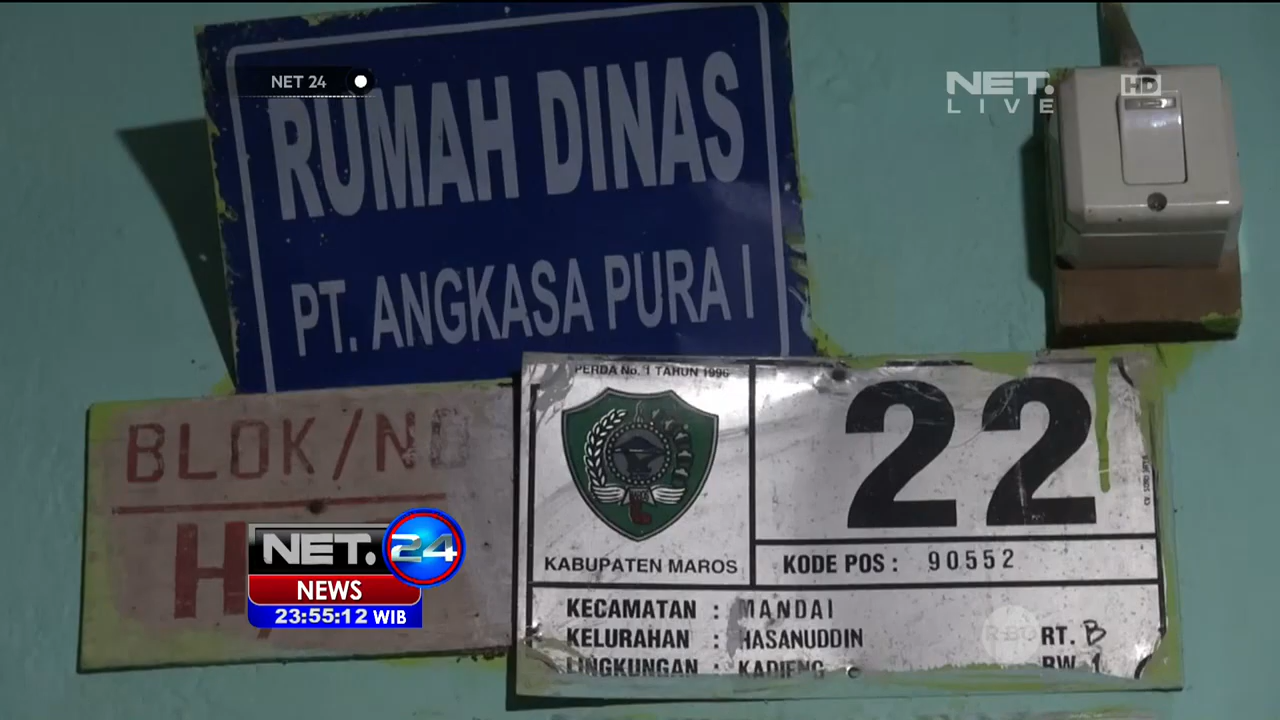 NET 24
NET.
HD
LIVE
RUMAH DINAS
PT. ANGKASA PURA I
BLOK/NO
H
PERDA No. 1 TAHUN 1996
KABUPATEN MAROS
22
KODE POS : 90552
KECAMATAN : MANDAI
KELURAHAN : HASANUDDIN
RT. B
LINGKUNGAN : KADIENG
RW 1
NET. 24
NEWS
23:55:12 WIB